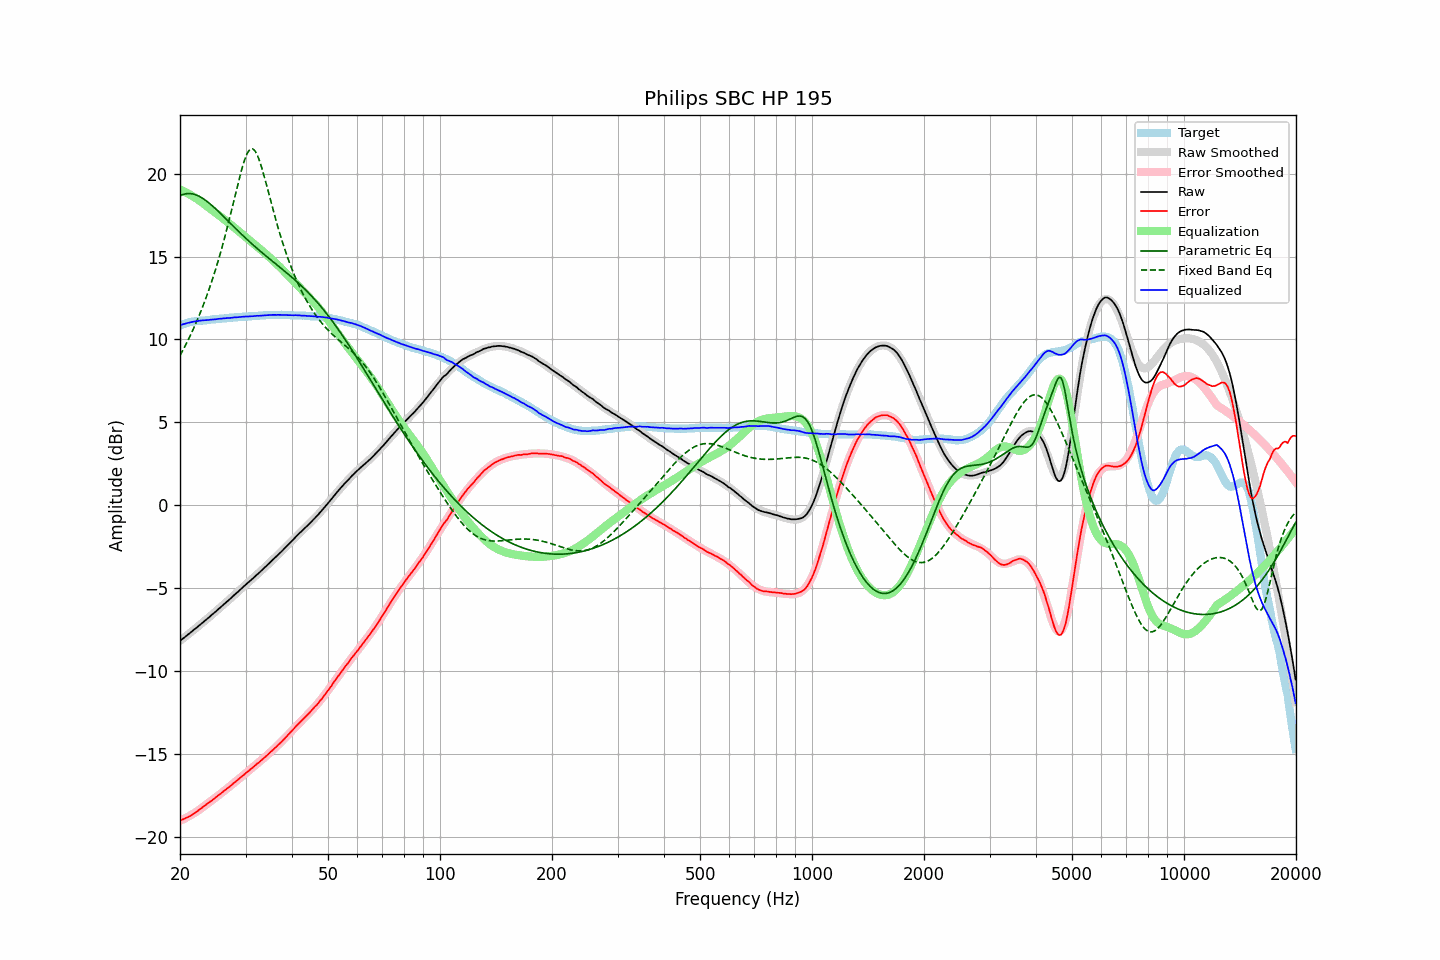 Philips SBC HP 195
Target
Raw Smoothed
Error Smoothed
Raw
Error
Equalization
Parametric Eq
Fixed Band Eq
Equalized
Amplitude (dBr)
20
15
10
5
0
−5
−10
−15
−20
20 50 100 200 500 1000 2000 5000 10000 20000
Frequency (Hz)